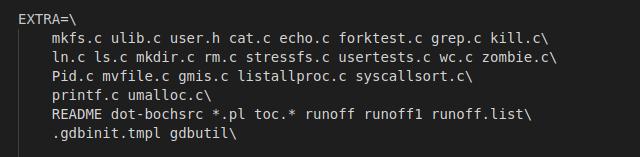 EXTRA=\
mkfs.c ulib.c user.h cat.c echo.c forktest.c grep.c kill.c\
ln.c ls.c mkdir.c rm.c stressfs.c usertests.c wc.c zombie.c\
Pid.c mvfile.c gmis.c listallproc.c syscallsort.c\
printf.c umalloc.c\
README dot-bochsrc *.pl toc.* runoff runoff1 runoff.list\
.gdbinit.tmpl gdbutil\